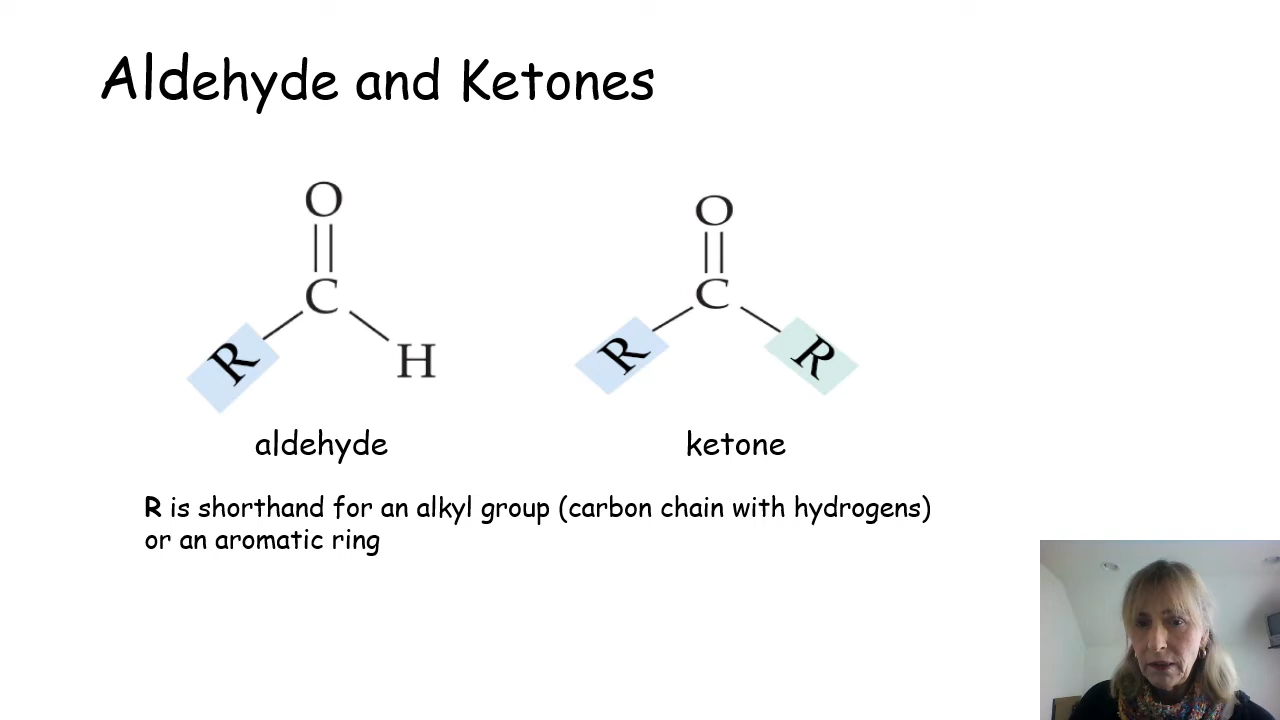 Aldehyde and Ketones
O
C
R
H
aldehyde
O
C
R
R
ketone
R is shorthand for an alkyl group (carbon chain with hydrogens)
or an aromatic ring